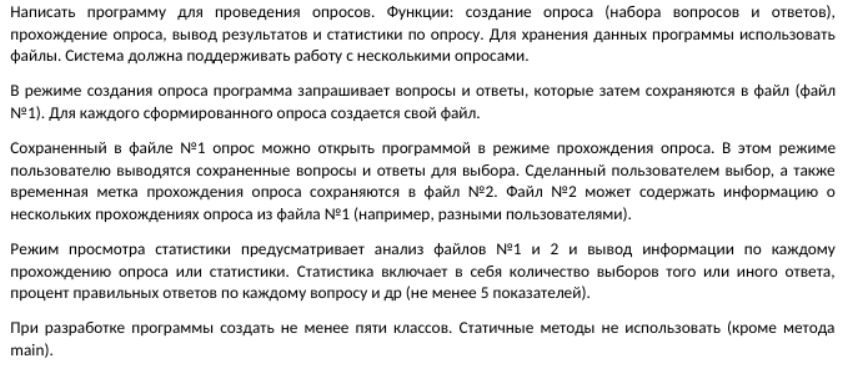 Написать программу для проведения опросов. Функции: создание опроса (набора вопросов и ответов),
прохождение опроса, вывод результатов и статистики по опросу. Для хранения данных программы использовать
файлы. Система должна поддерживать работу с несколькими опросами.
В режиме создания опроса программа запрашивает вопросы и ответы, которые затем сохраняются в файл (файл
№1). Для каждого сформированного опроса создается свой файл.
Сохраненный в файле №1 опрос можно открыть программой в режиме прохождения опроса. В этом режиме
пользователю выводятся сохраненные вопросы и ответы для выбора. Сделанный пользователем выбор, а также
временная метка прохождения опроса сохраняются в файл №2. Файл №2 может содержать информацию о
нескольких прохождениях опроса из файла №1 (например, разными пользователями).
Режим просмотра статистики предусматривает анализ файлов №1 и 2 и вывод информации по каждому
прохождению опроса или статистики. Статистика включает в себя количество выборов того или иного ответа,
процент правильных ответов по каждому вопросу и др (не менее 5 показателей).
При разработке программы создать не менее пяти классов. Статичные методы не использовать (кроме метода
main).